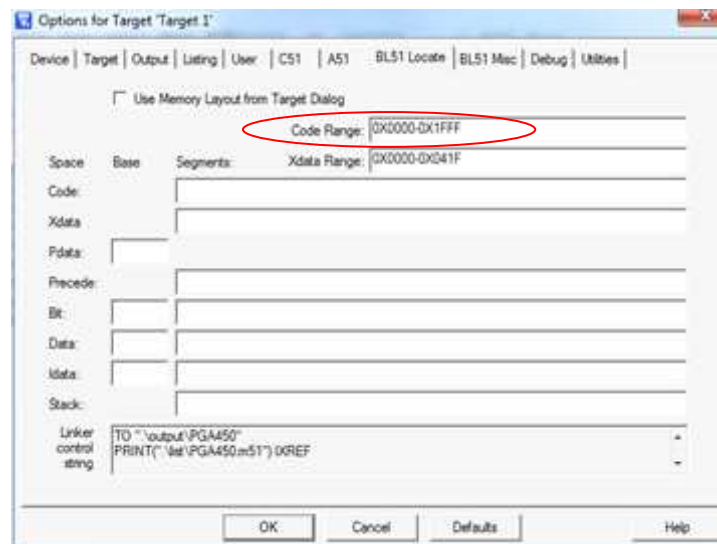 Options for Target 'Target 1'
Device | Target | Output | Listing | User | C51 | A51 | BL51 Locate | BL51 Misc | Debug | Utilities |
Use Memory Layout from Target Dialog
Code Range: 0X0000-0X1FFF
Space Base Segments: Xdata Range: 0X0000-0X041F
Code:
Xdata
Pdata:
Precede:
Bit:
Data:
Idata:
Stack:
Linker control string
TO ".\output\PGA450"
PRINT(".\list\PGA450.m51") IXREF
OK Cancel Defaults Help